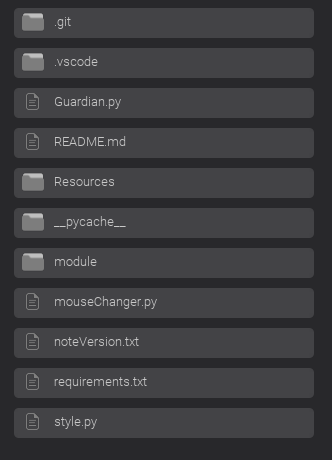 .git
.vscode
Guardian.py
README.md
Resources
__pycache__
module
mouseChanger.py
noteVersion.txt
requirements.txt
style.py